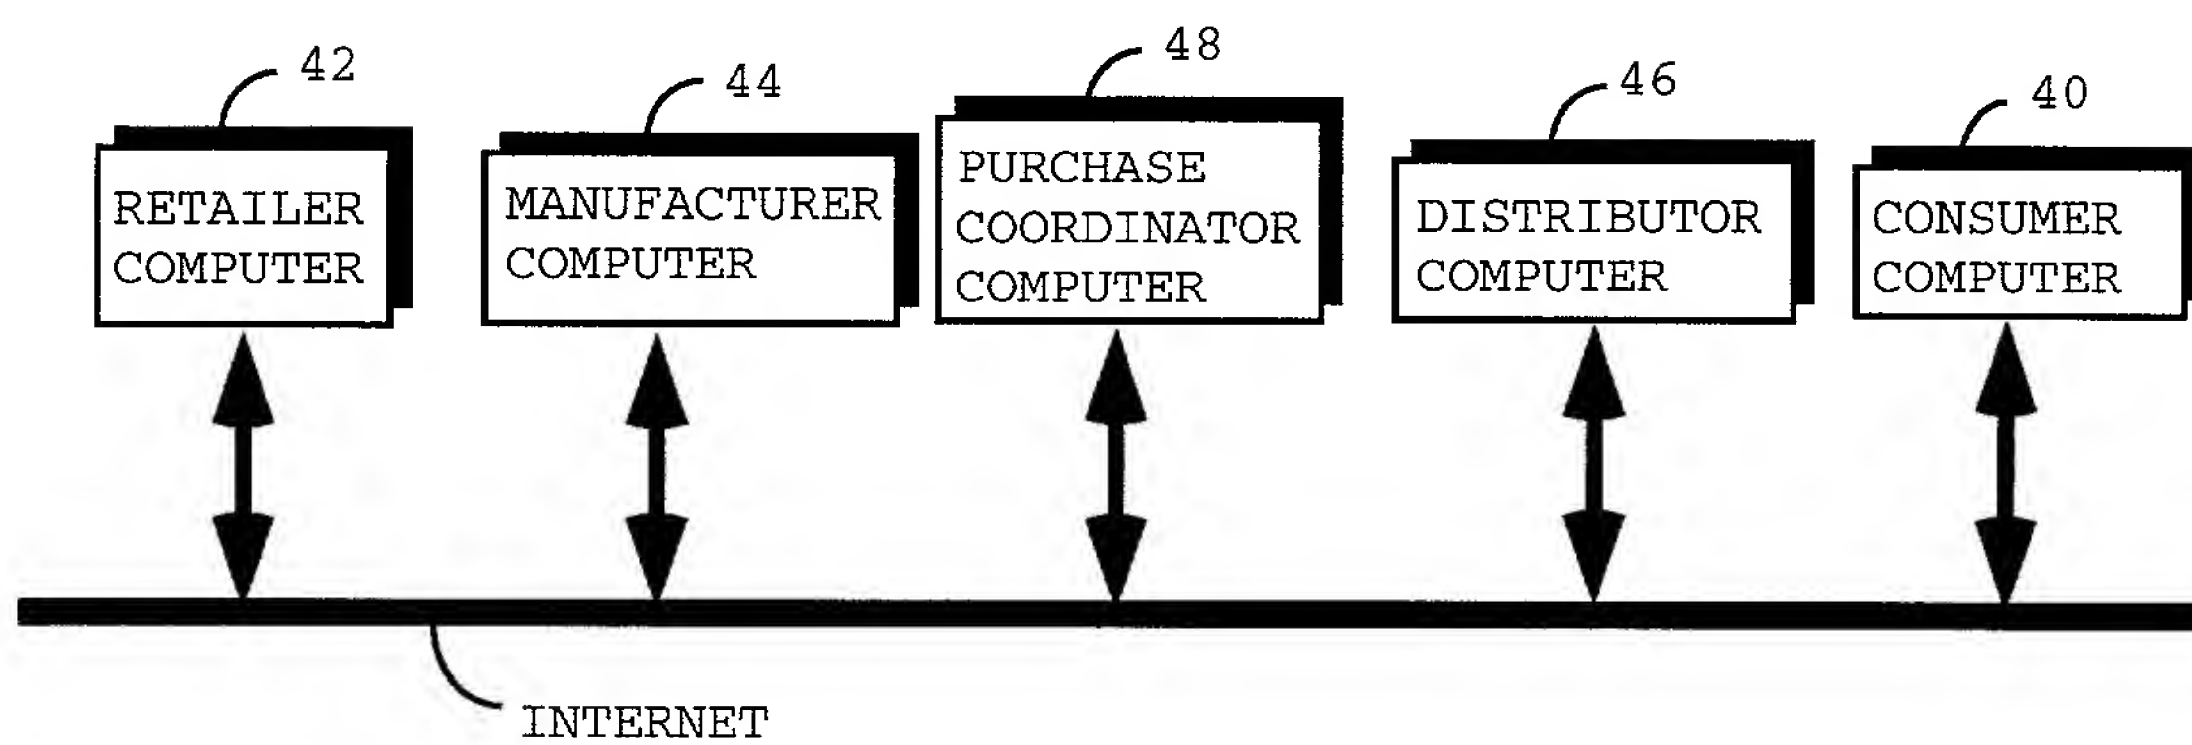 42
44
48
46
40
RETAILER
COMPUTER
MANUFACTURER
COMPUTER
PURCHASE
COORDINATOR
COMPUTER
DISTRIBUTOR
COMPUTER
CONSUMER
COMPUTER
INTERNET